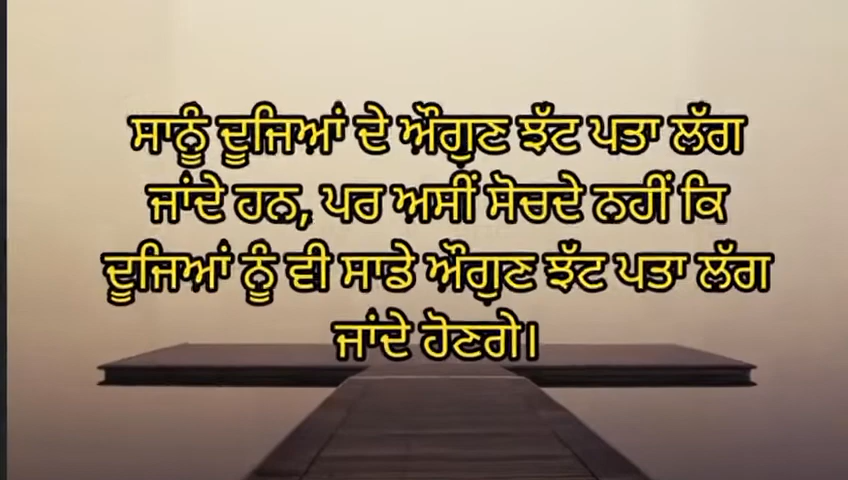 ਸਾਨੂੰ ਦੂਜਿਆਂ ਦੇ ਔਗੁਣ ਝੱਟ ਪਤਾ ਲੱਗ
ਜਾਂਦੇ ਹਨ, ਪਰ ਅਸੀਂ ਸੋਚਦੇ ਨਹੀਂ ਕਿ
ਦੂਜਿਆਂ ਨੂੰ ਵੀ ਸਾਡੇ ਔਗੁਣ ਝੱਟ ਪਤਾ ਲੱਗ
ਜਾਂਦੇ ਹੋਣਗੇ।